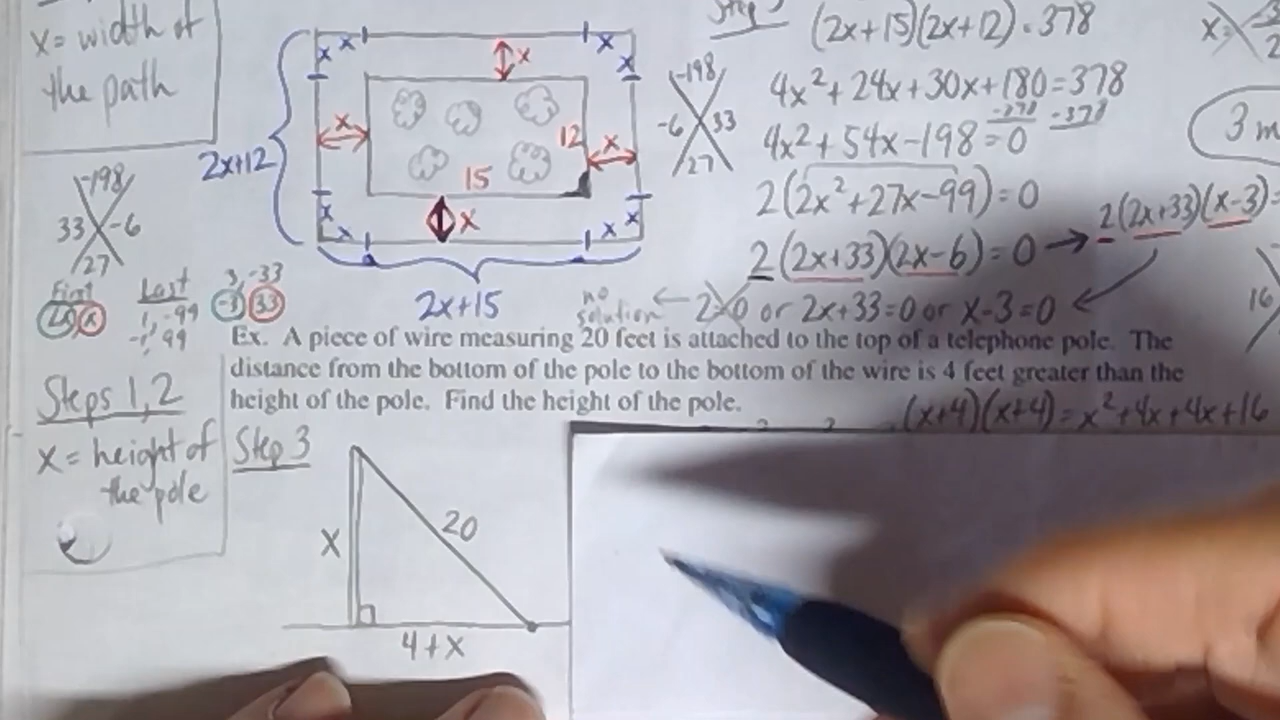 x = width of
the path
x x
x
x x
x
x
12
x
15
x
x x
x x
2x+12
2x+15
-198
33 -6
27
First
2x x
Last
1, -99
-1, 99
3, -33
-3 33
-198
-6 33
27
Step 3
(2x+15)(2x+12) = 378
4x²+24x+30x+180=378
-378 -378
4x²+54x-198=0
2(2x²+27x-99)=0
2(2x+33)(2x-6)=0 → 2(2x+33)(x-3)=
no solution ← 2=0 or 2x+33=0 or x-3=0
3 m
16
Ex. A piece of wire measuring 20 feet is attached to the top of a telephone pole. The
distance from the bottom of the pole to the bottom of the wire is 4 feet greater than the
height of the pole. Find the height of the pole.
(x+4)(x+4) = x²+4x+4x+16
Steps 1,2
x = height of
the pole
Step 3
x
20
4+x